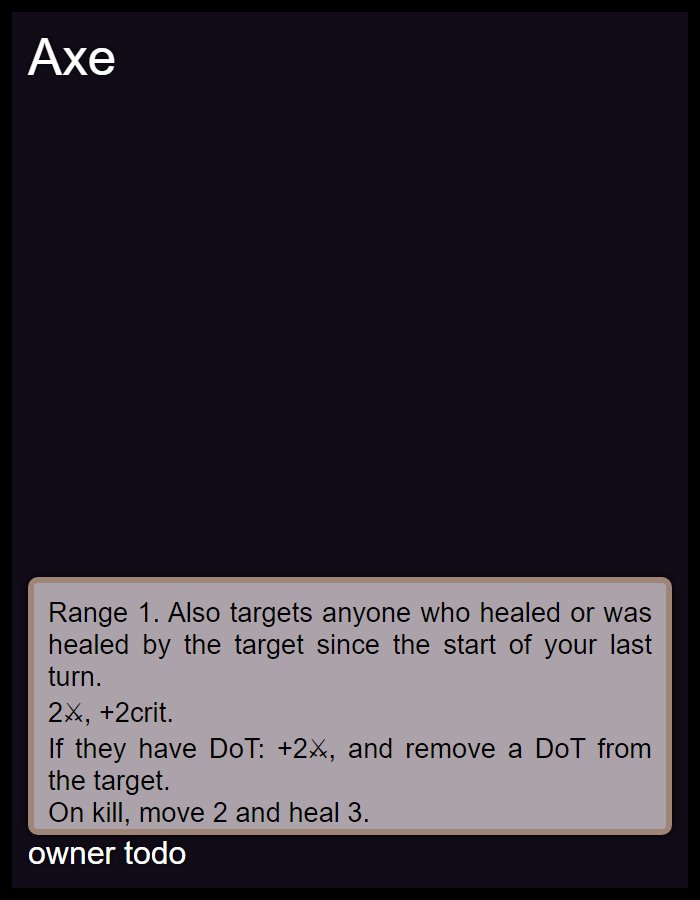 Axe
Range 1. Also targets anyone who healed or was
healed by the target since the start of your last
turn.
2⚔, +2crit.
If they have DoT: +2⚔, and remove a DoT from
the target.
On kill, move 2 and heal 3.
owner todo